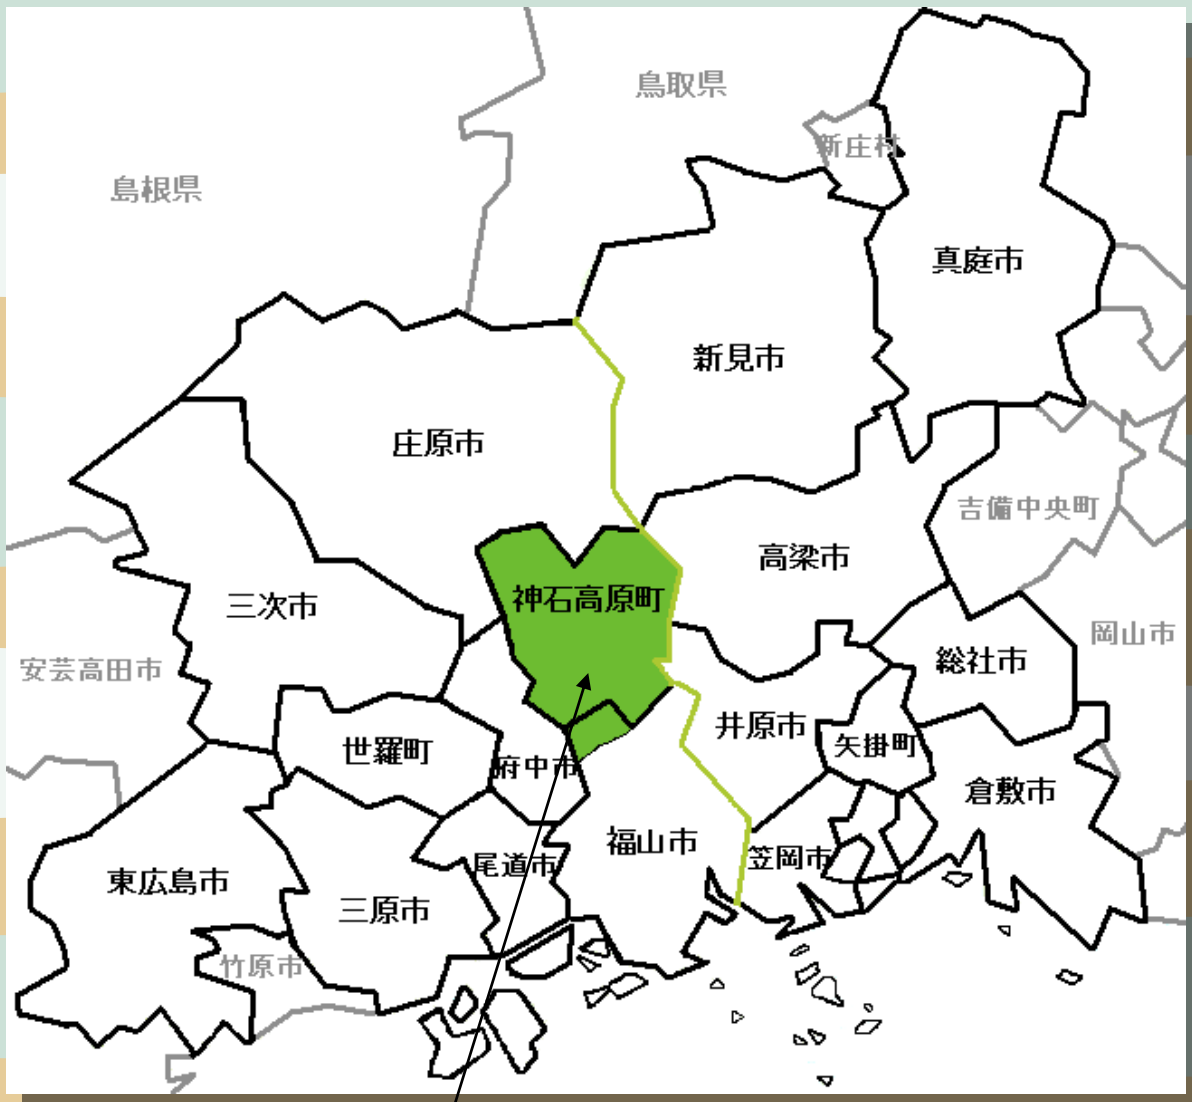 鳥取県
新庄村
島根県
真庭市
新見市
庄原市
吉備中央町
高梁市
神石高原町
三次市
岡山市
安芸高田市
総社市
井原市
矢掛町
世羅町
府中市
倉敷市
福山市
笠岡市
尾道市
東広島市
三原市
竹原市